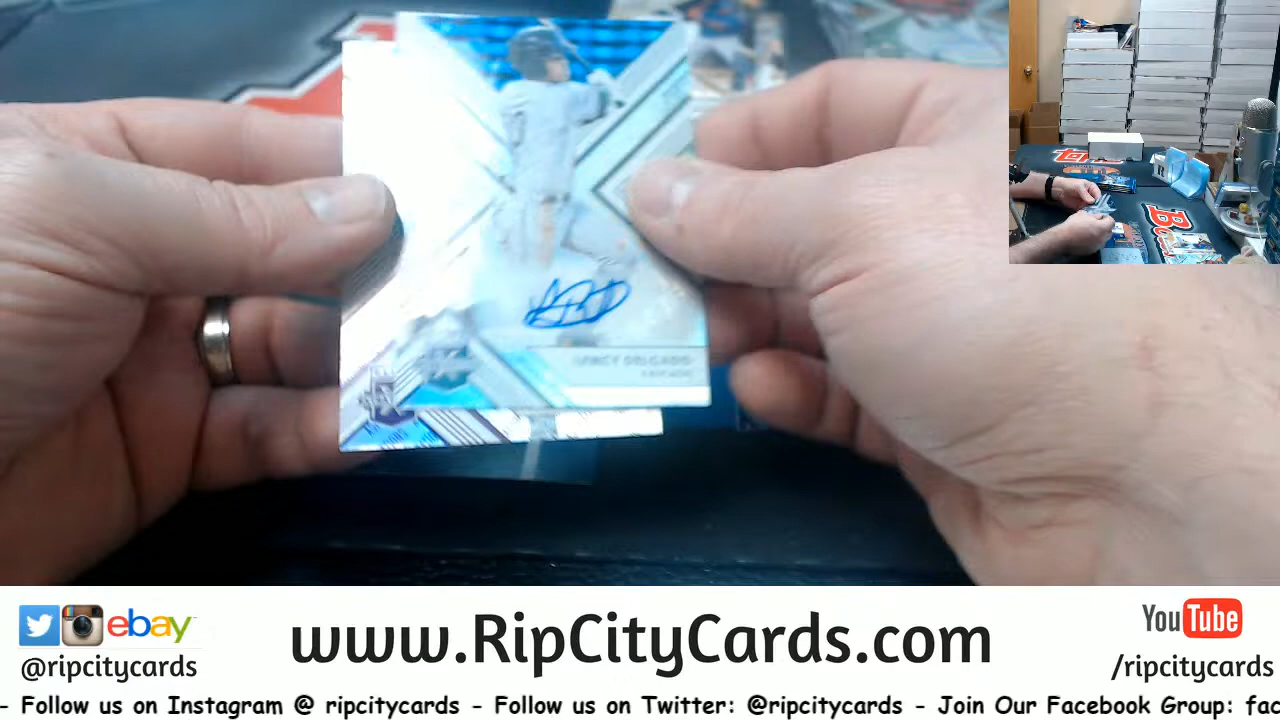 DELGADO
ebay
@ripcitycards
www.RipCityCards.com
YouTube
/ripcitycards
- Follow us on Instagram @ ripcitycards - Follow us on Twitter: @ripcitycards - Join Our Facebook Group: fac